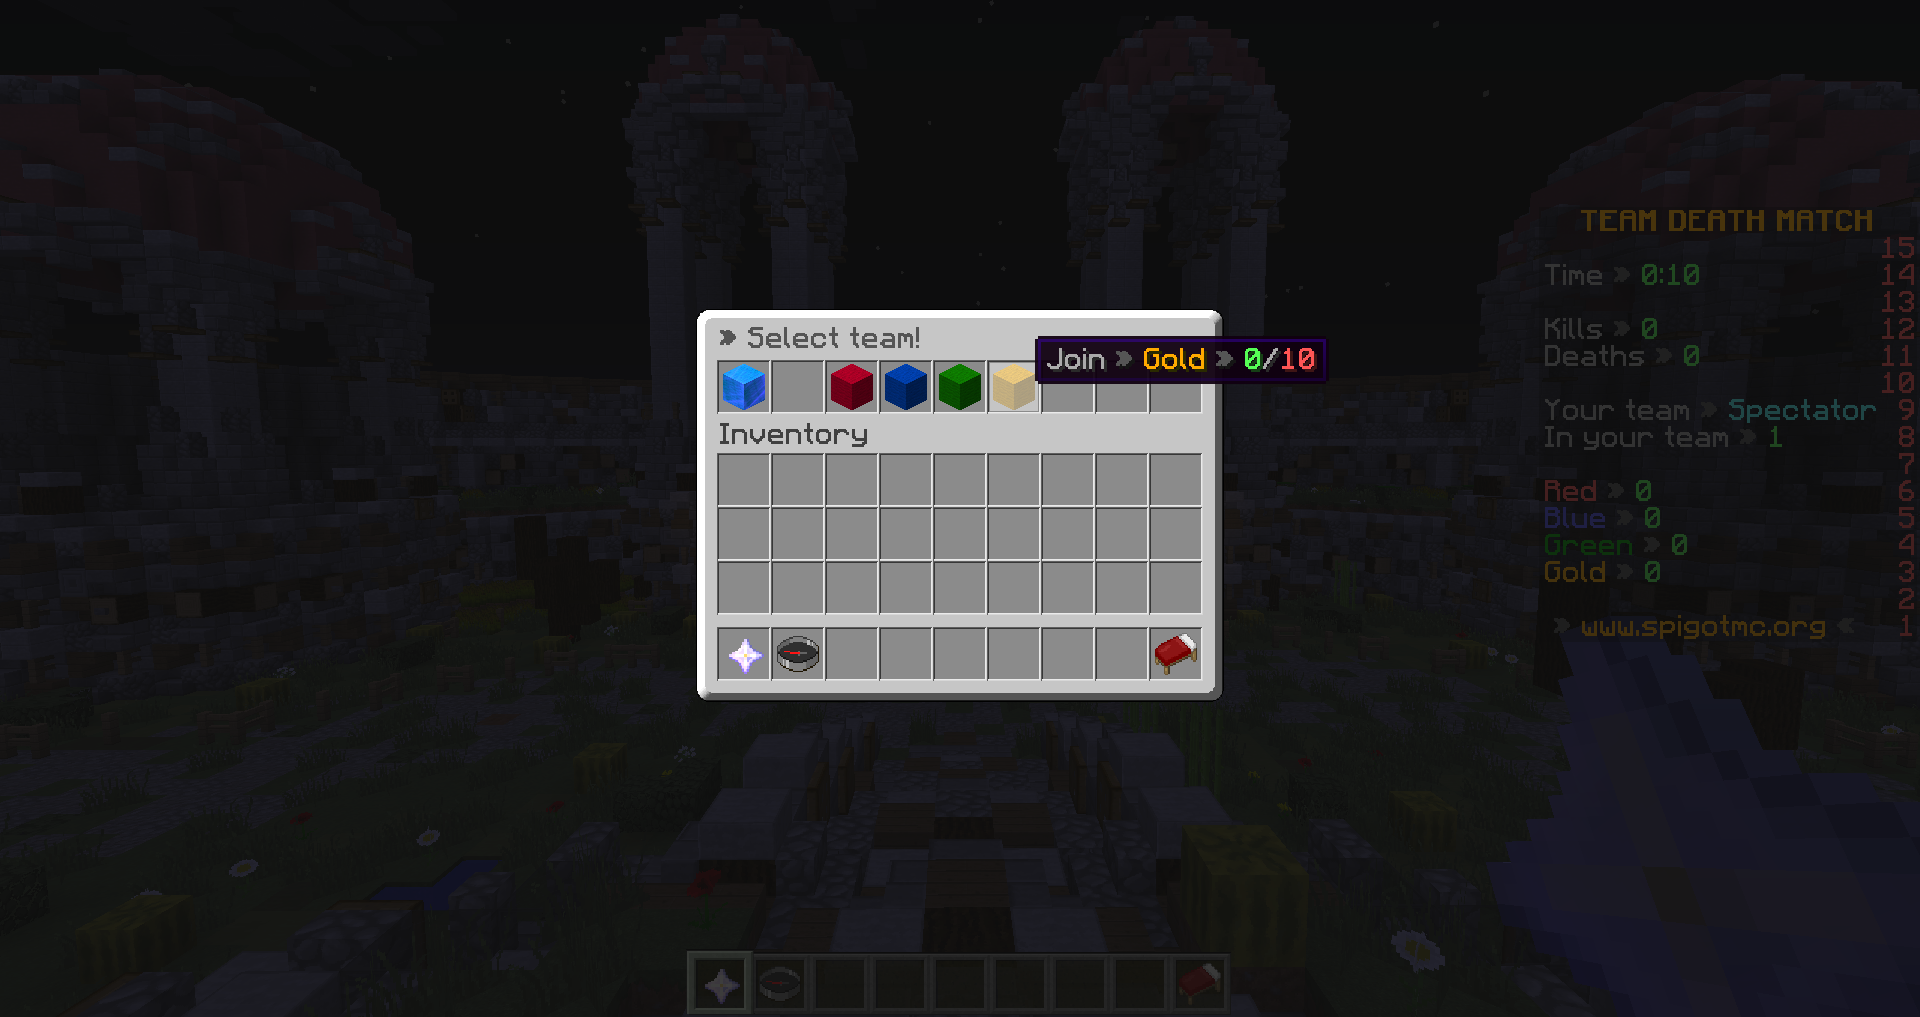 » Select team!
Join » Gold » 0/10
Inventory
TEAM DEATH MATCH
15
Time » 0:10 14
13
Kills » 0 12
Deaths » 0 11
10
Your team » Spectator 9
In your team » 1 8
7
Red » 0 6
Blue » 0 5
Green » 0 4
Gold » 0 3
2
» www.spigotmc.org « 1